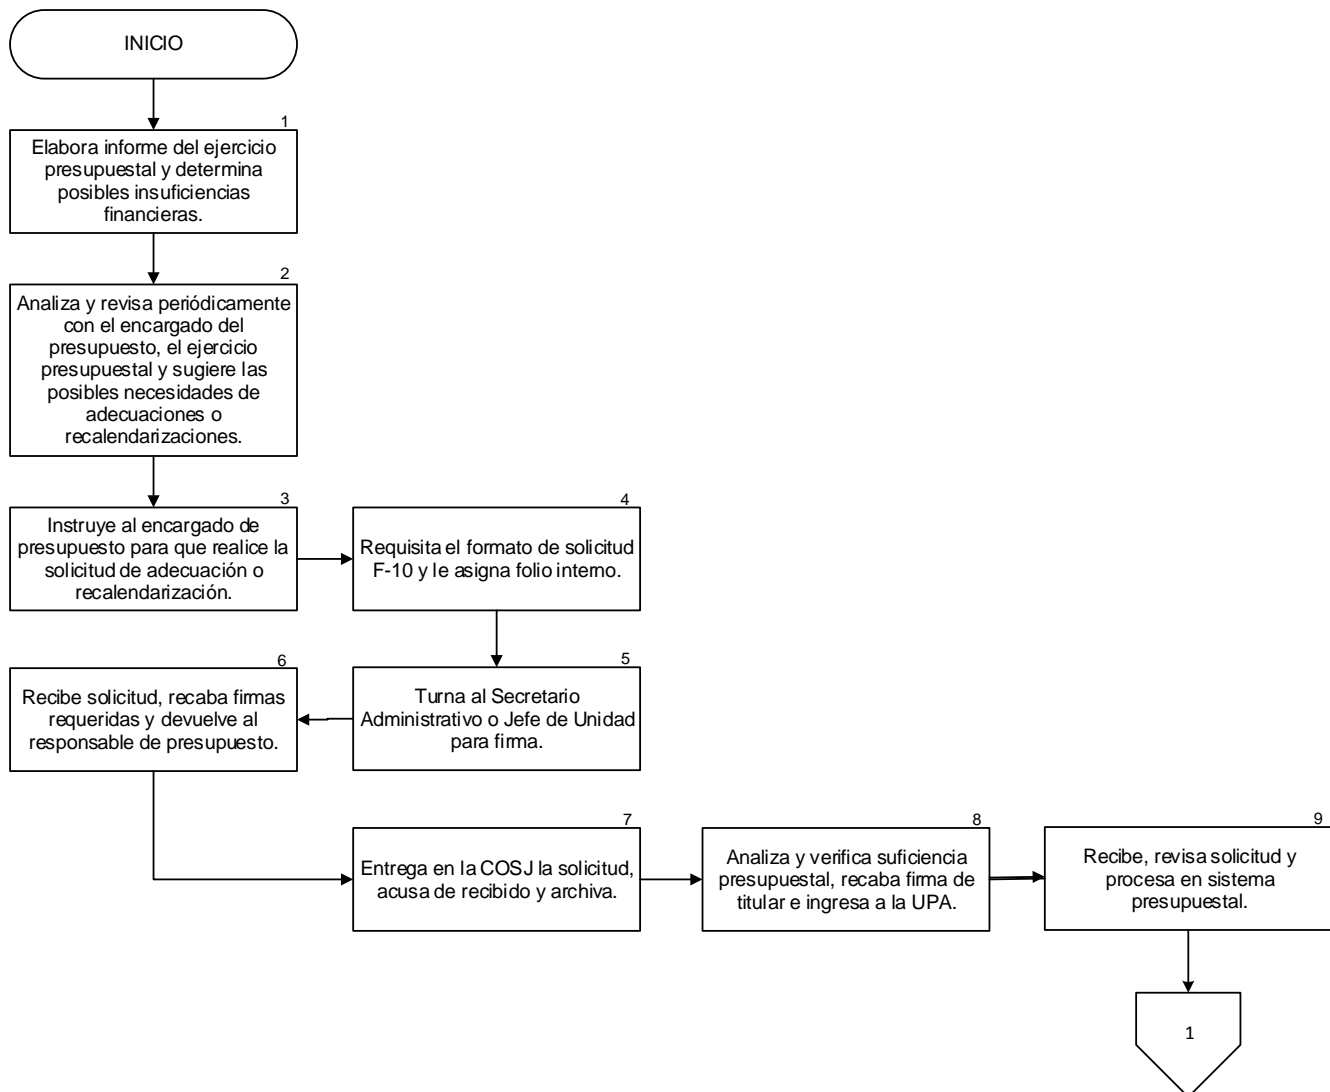 INICIO
1
Elabora informe del ejercicio
presupuestal y determina
posibles insuficiencias
financieras.
2
Analiza y revisa periódicamente
con el encargado del
presupuesto, el ejercicio
presupuestal y sugiere las
posibles necesidades de
adecuaciones o
recalendarizaciones.
3
Instruye al encargado de
presupuesto para que realice la
solicitud de adecuación o
recalendarización.
4
Requisita el formato de solicitud
F-10 y le asigna folio interno.
5
Turna al Secretario
Administrativo o Jefe de Unidad
para firma.
6
Recibe solicitud, recaba firmas
requeridas y devuelve al
responsable de presupuesto.
7
Entrega en la COSJ la solicitud,
acusa de recibido y archiva.
8
Analiza y verifica suficiencia
presupuestal, recaba firma de
titular e ingresa a la UPA.
9
Recibe, revisa solicitud y
procesa en sistema
presupuestal.
1